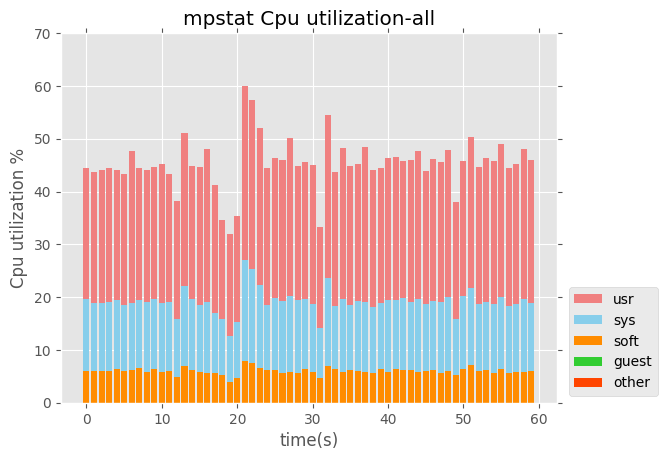 mpstat Cpu utilization-all
70
60
50
40
30
20
10
0
Cpu utilization %
0 10 20 30 40 50 60
time(s)
usr
sys
soft
guest
other